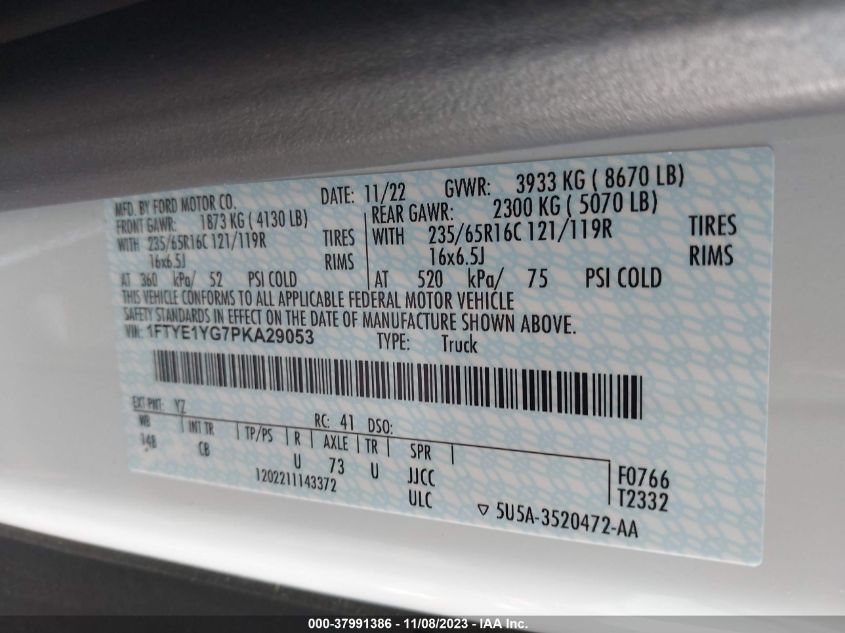 MFD. BY FORD MOTOR CO. DATE: 11/22 GVWR: 3933 KG ( 8670 LB)
FRONT GAWR: 1873 KG ( 4130 LB) REAR GAWR: 2300 KG ( 5070 LB)
WITH 235/65R16C 121/119R TIRES WITH 235/65R16C 121/119R TIRES
16x6.5J RIMS 16x6.5J RIMS
AT 360 kPa/ 52 PSI COLD AT 520 kPa/ 75 PSI COLD
THIS VEHICLE CONFORMS TO ALL APPLICABLE FEDERAL MOTOR VEHICLE
SAFETY STANDARDS IN EFFECT ON THE DATE OF MANUFACTURE SHOWN ABOVE.
VIN: 1FTYE1YG7PKA29053 TYPE: Truck
EXT PNT: YZ RC: 41 DSO:
WB INT TR TP/PS R AXLE TR SPR
148 CB U 73 U JJCC F0766
1202211143372 ULC T2332
5U5A-3520472-AA
000-37991386 - 11/08/2023 - IAA Inc.